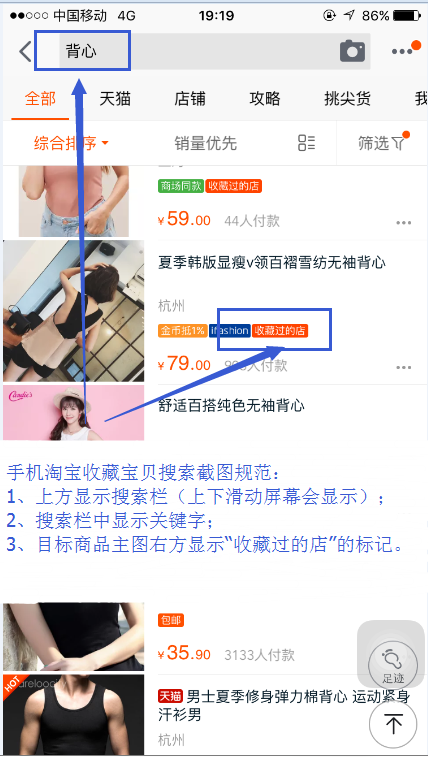 中国移动 4G 19:19 86%
背心
全部 天猫 店铺 攻略 挑尖货 我
综合排序 销量优先 筛选
商场同款 收藏过的店
¥59.00 44人付款
夏季韩版显瘦v领百褶雪纺无袖背心
杭州
金币抵1% ifashion 收藏过的店
¥79.00 人付款
Candie's
舒适百搭纯色无袖背心
手机淘宝收藏宝贝搜索截图规范：
1、上方显示搜索栏（上下滑动屏幕会显示）；
2、搜索栏中显示关键字；
3、目标商品主图右方显示“收藏过的店”的标记。
包邮
¥35.90 3133人付款
足迹
HOT
天猫 男士夏季修身弹力棉背心 运动紧身
汗衫男
杭州